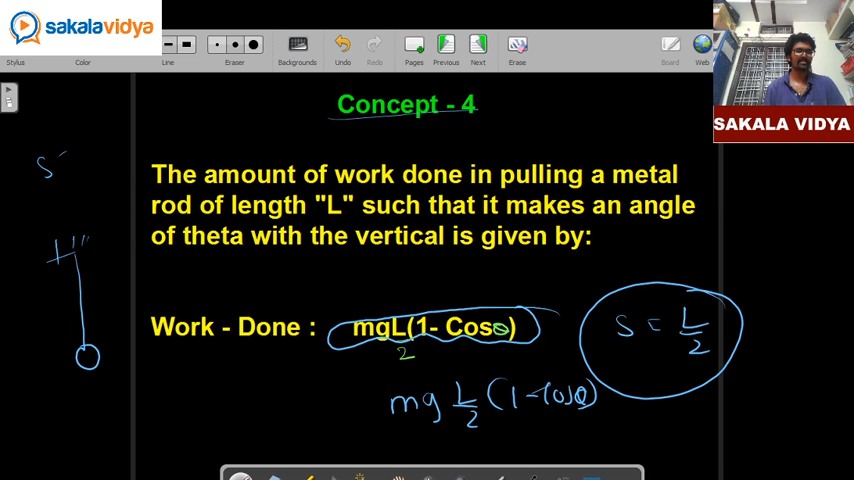 sakalavidya
Stylus
Color
Line
Eraser
Backgrounds
Undo
Redo
Pages
Previous
Next
Erase
Board
Web
SAKALA VIDYA
Concept - 4
The amount of work done in pulling a metal
rod of length "L" such that it makes an angle
of theta with the vertical is given by:
Work - Done : mgL(1- Cosθ)
2
S = L/2
mg L/2 (1-cosθ)
S